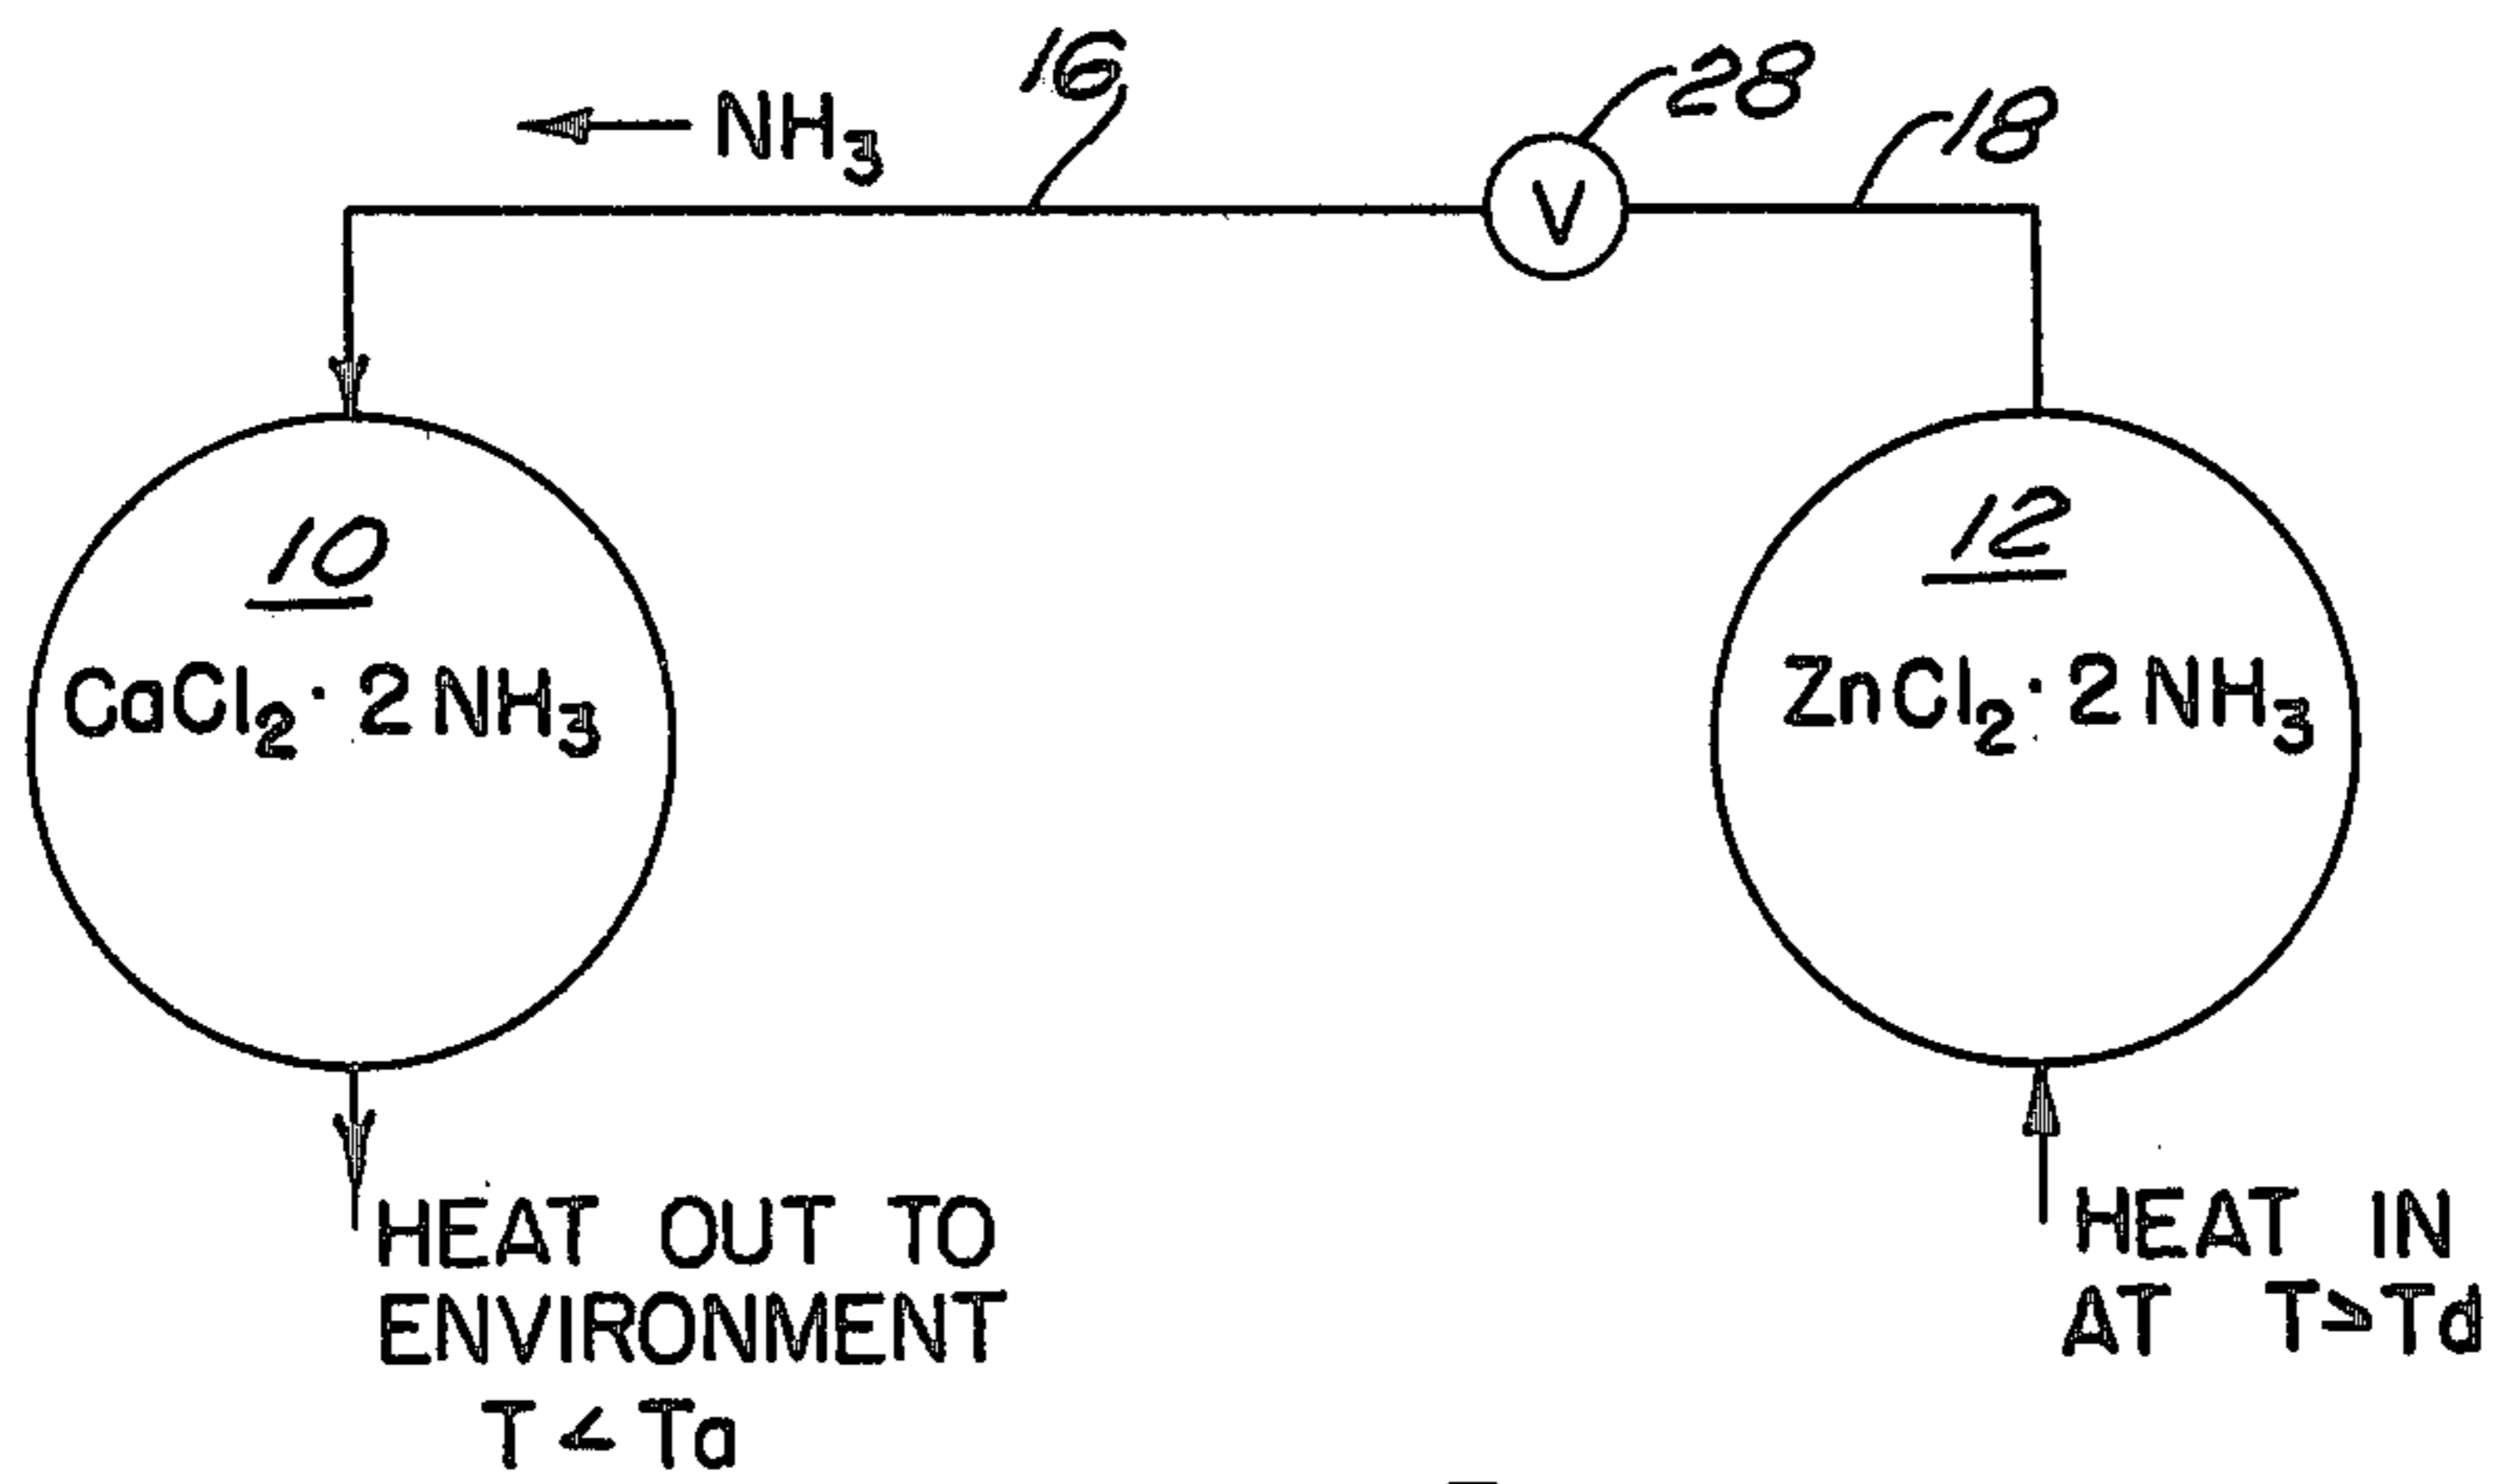 16
28
NH₃
18
V
10
12
CaCl₂·2NH₃
ZnCl₂·2NH₃
HEAT OUT TO
ENVIRONMENT
T < Ta
HEAT IN
AT T≥Td